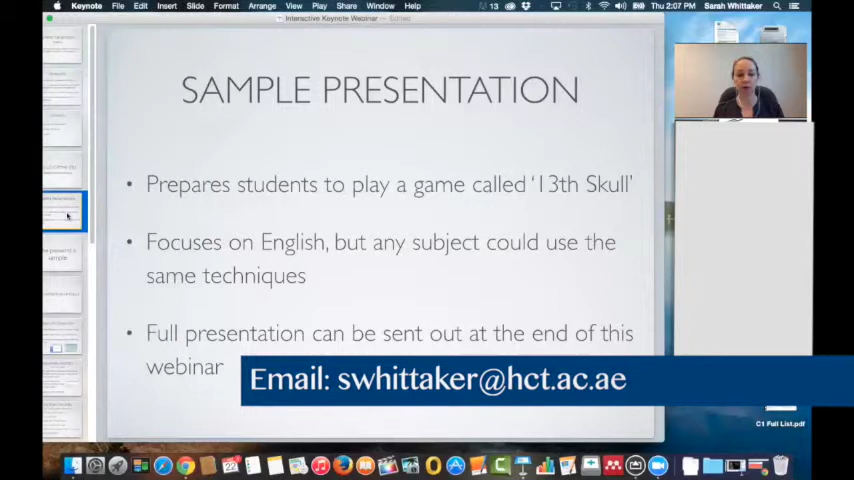 Keynote File Edit Insert Slide Format Arrange View Play Share Window Help
13 Thu 2:07 PM Sarah Whittaker
Interactive Keynote Webinar — Edited
SAMPLE PRESENTATION
• Prepares students to play a game called '13th Skull'
• Focuses on English, but any subject could use the
same techniques
• Full presentation can be sent out at the end of this
webinar
Email: swhittaker@hct.ac.ae
C1 Full List.pdf
22